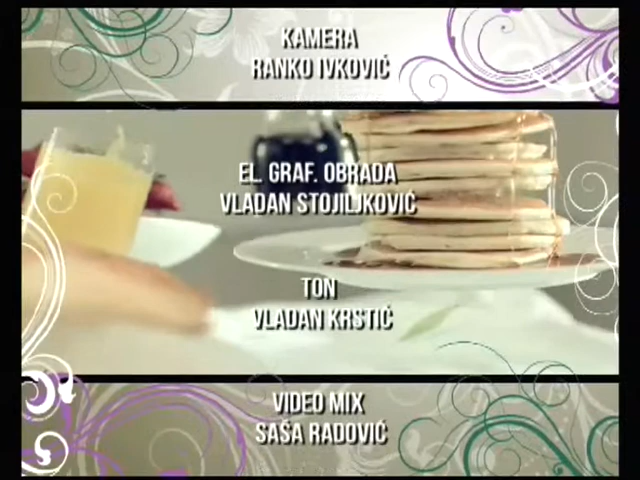 KAMERA
RANKO IVKOVIĆ
EL. GRAF. OBRADA
VLADAN STOJILJKOVIĆ
TON
VLADAN KRSTIĆ
VIDEO MIX
SAŠA RADOVIĆ